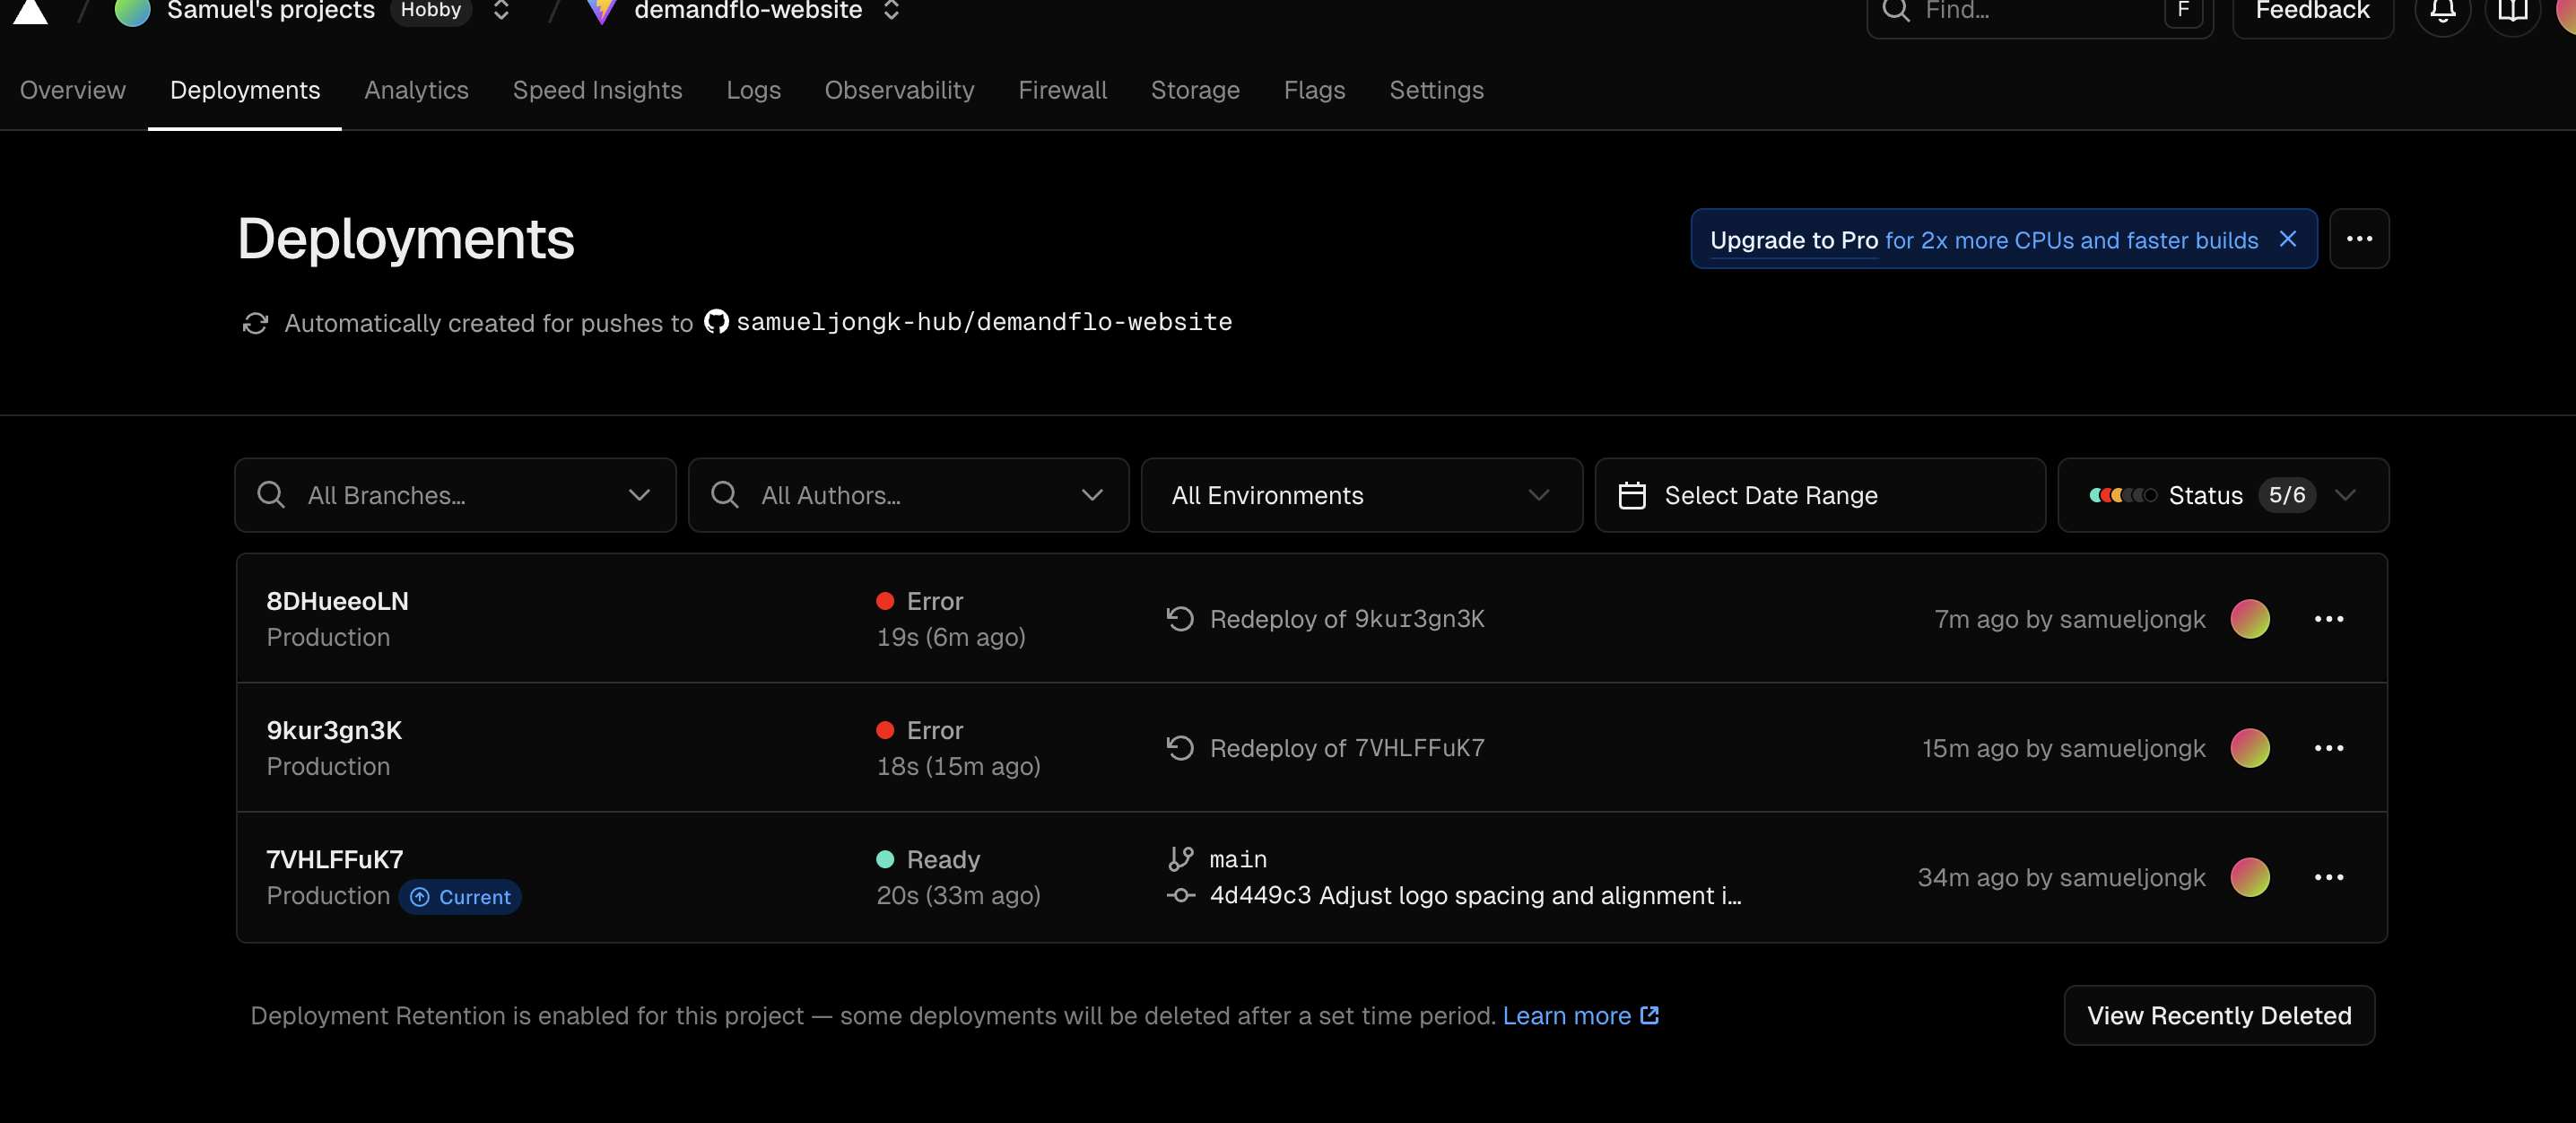 Samuel's projects Hobby demandflo-website Find... F Feedback
Overview Deployments Analytics Speed Insights Logs Observability Firewall Storage Flags Settings
Deployments
Upgrade to Pro for 2x more CPUs and faster builds
Automatically created for pushes to samueljongk-hub/demandflo-website
All Branches... All Authors... All Environments Select Date Range Status 5/6
8DHueeoLN Error
Production 19s (6m ago)
Redeploy of 9kur3gn3K 7m ago by samueljongk
9kur3gn3K Error
Production 18s (15m ago)
Redeploy of 7VHLFFuK7 15m ago by samueljongk
7VHLFFuK7 Ready main
Production Current 20s (33m ago) 4d449c3 Adjust logo spacing and alignment i...
34m ago by samueljongk
Deployment Retention is enabled for this project — some deployments will be deleted after a set time period. Learn more
View Recently Deleted